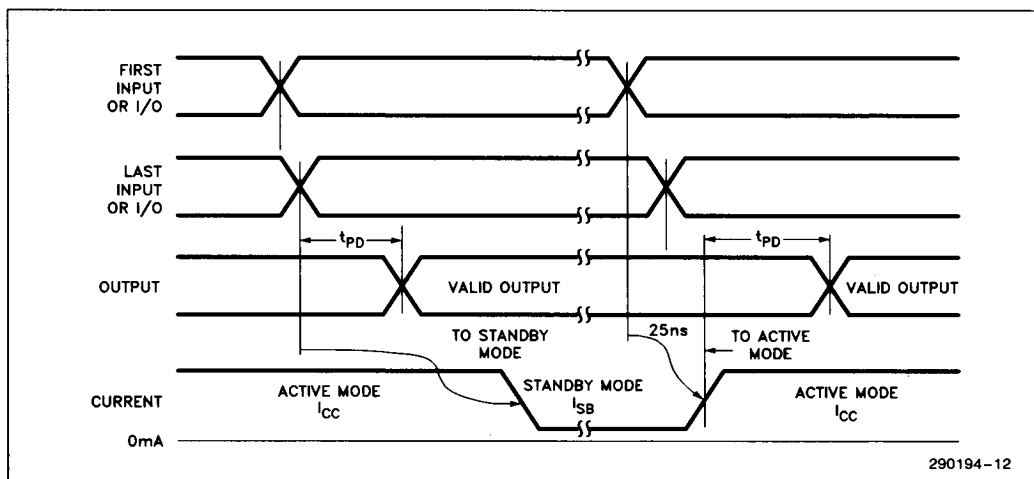 FIRST
INPUT
OR I/O
LAST
INPUT
OR I/O
tPD
tPD
OUTPUT
VALID OUTPUT
VALID OUTPUT
TO STANDBY
MODE
25ns
TO ACTIVE
MODE
CURRENT
ACTIVE MODE
ICC
STANDBY MODE
ISB
ACTIVE MODE
ICC
0mA
290194-12